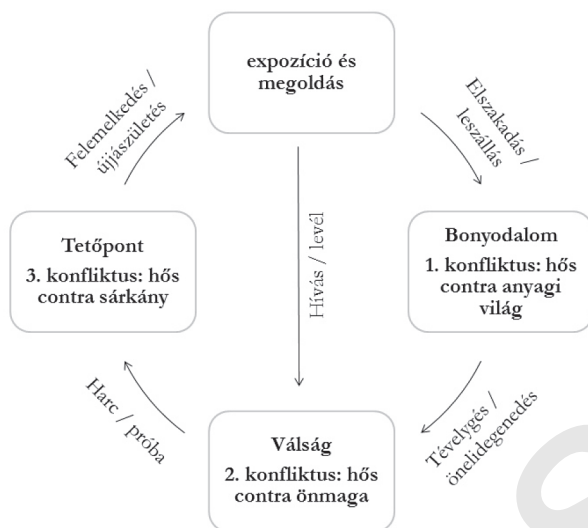 expozíció és
megoldás
Elszakadás /
leszállás
Bonyodalom
1. konfliktus: hős
contra anyagi
világ
Tévelygés /
önelidegenedés
Válság
2. konfliktus: hős
contra önmaga
Harc / próba
Tetőpont
3. konfliktus: hős
contra sárkány
Felemelkedés /
újjászületés
Hívás / levél